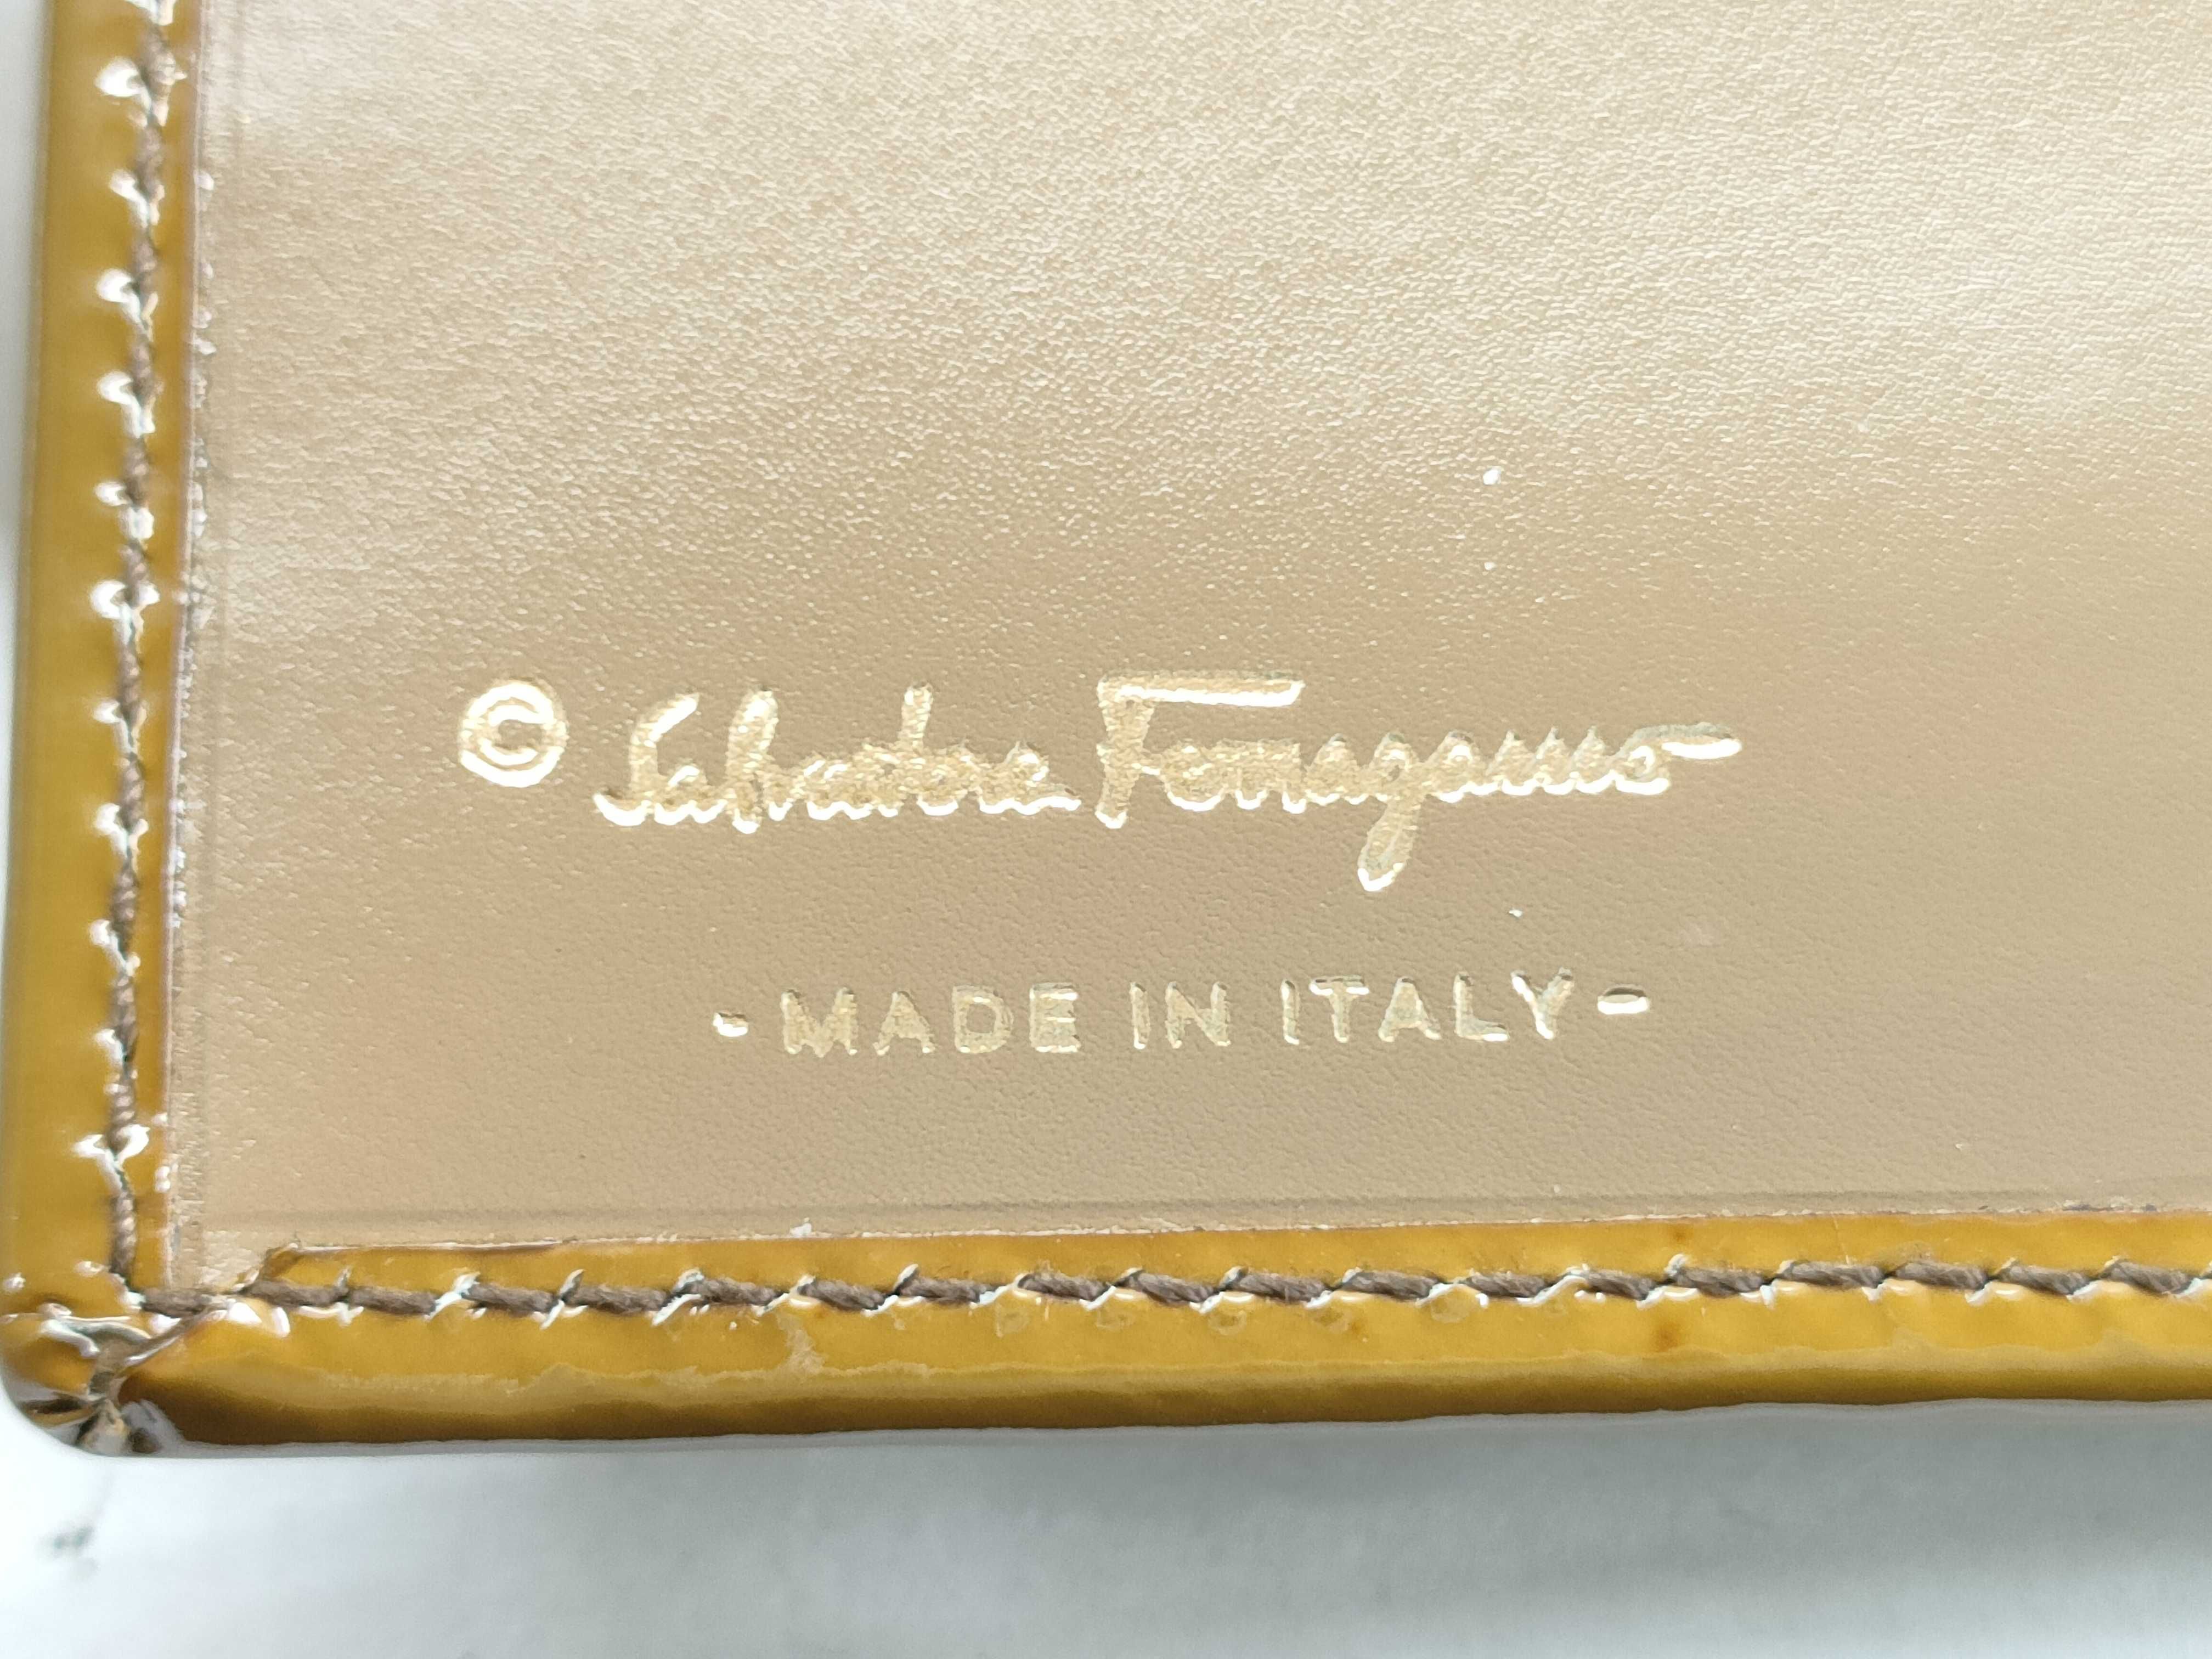 © Salvatore Ferragamo
- MADE IN ITALY -